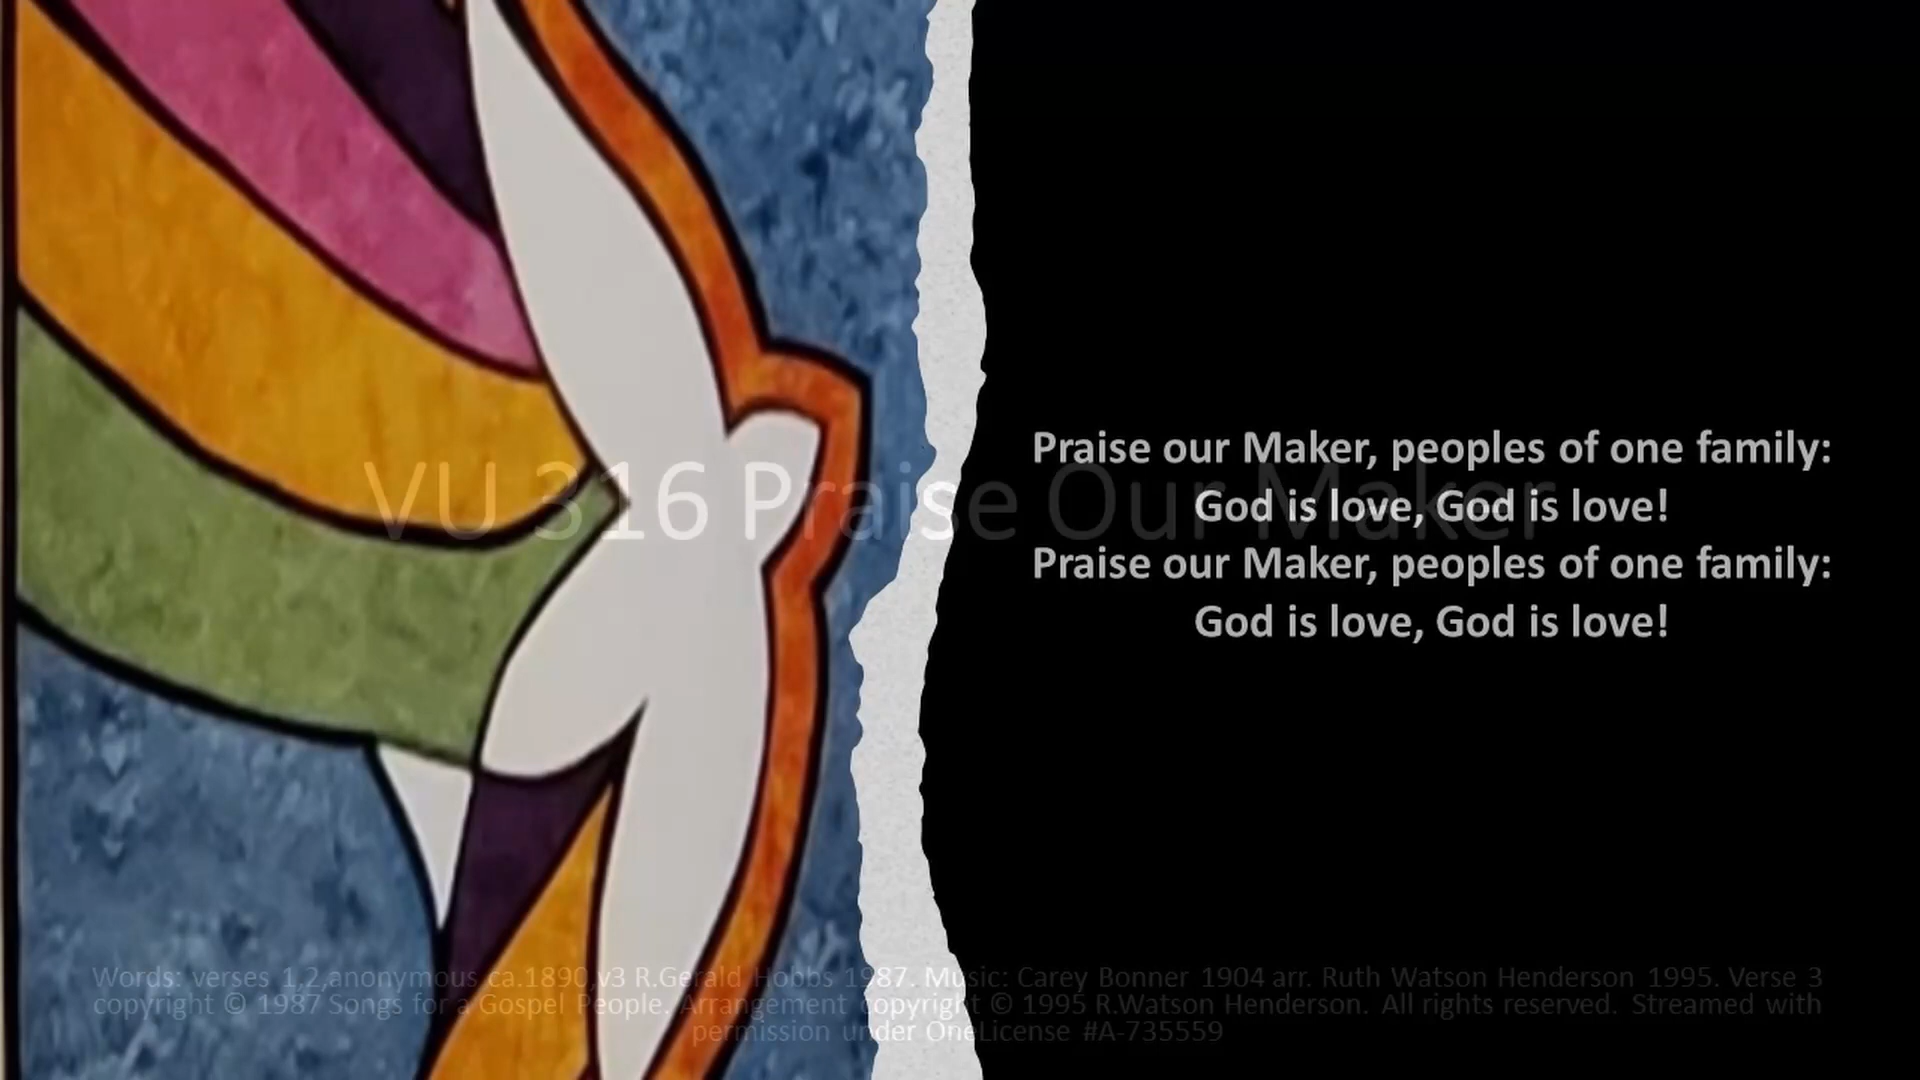 Praise our Maker, peoples of one family:
God is love, God is love!
Praise our Maker, peoples of one family:
God is love, God is love!
VU 316 Praise Our Maker
Words: verses 1,2,anonymous ca.1890,v3 R.Gerald Hobbs 1987. Music: Carey Bonner 1904 arr. Ruth Watson Henderson 1995. Verse 3
copyright © 1987 Songs for a Gospel People. Arrangement copyright © 1995 R.Watson Henderson. All rights reserved. Streamed with
permission under OneLicense #A-735559